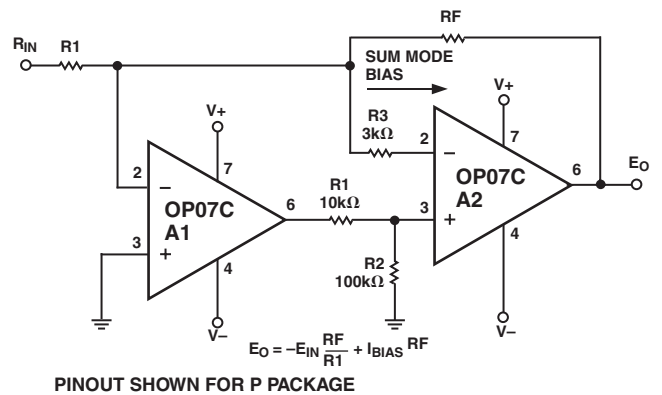 RF
RIN R1
SUM MODE
BIAS
V+ V+
R3
3kΩ
7
2
7
2
−
OP07C
A1
6
R1
10kΩ
−
OP07C
A2
6
EO
3
+
3
+
4
R2
100kΩ
4
V−
V−
EO = −EIN RF/R1 + IBIAS RF
PINOUT SHOWN FOR P PACKAGE